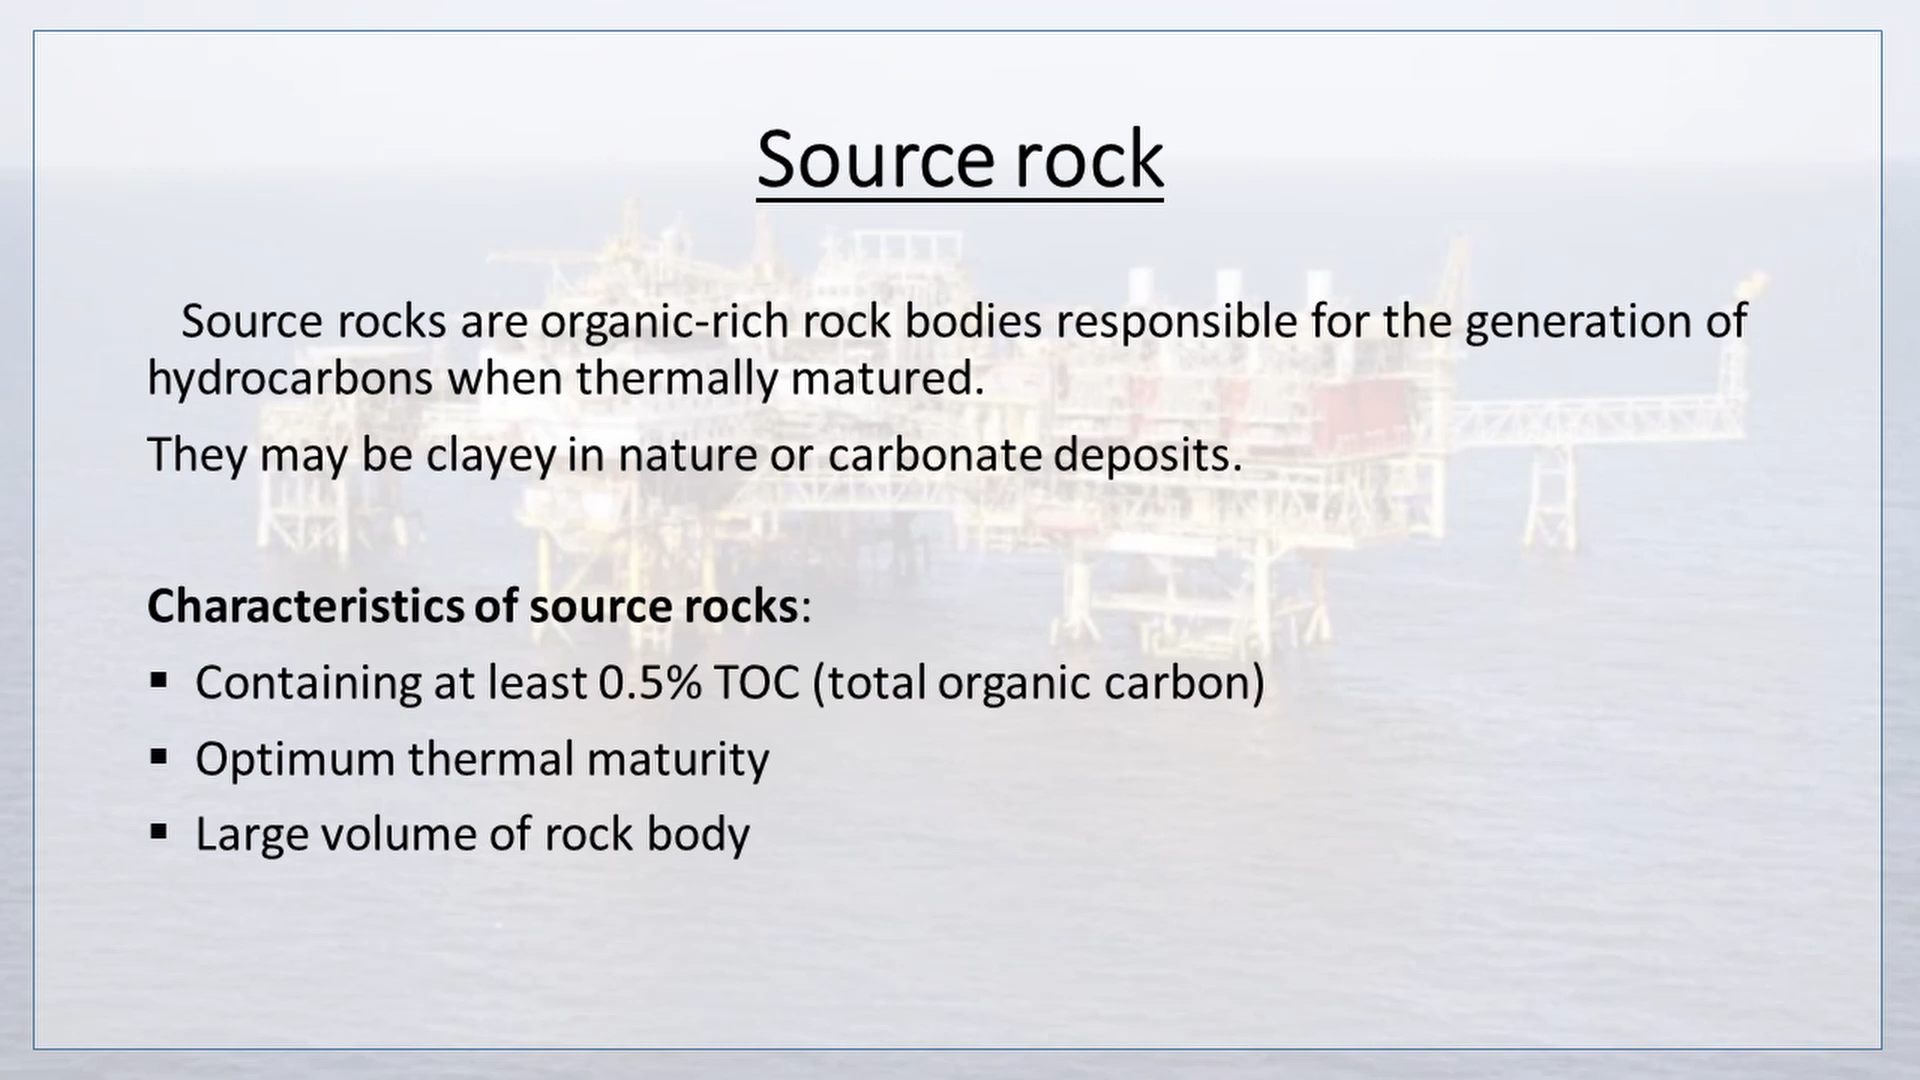 Source rock
Source rocks are organic-rich rock bodies responsible for the generation of
hydrocarbons when thermally matured.
They may be clayey in nature or carbonate deposits.
Characteristics of source rocks:
▪ Containing at least 0.5% TOC (total organic carbon)
▪ Optimum thermal maturity
▪ Large volume of rock body